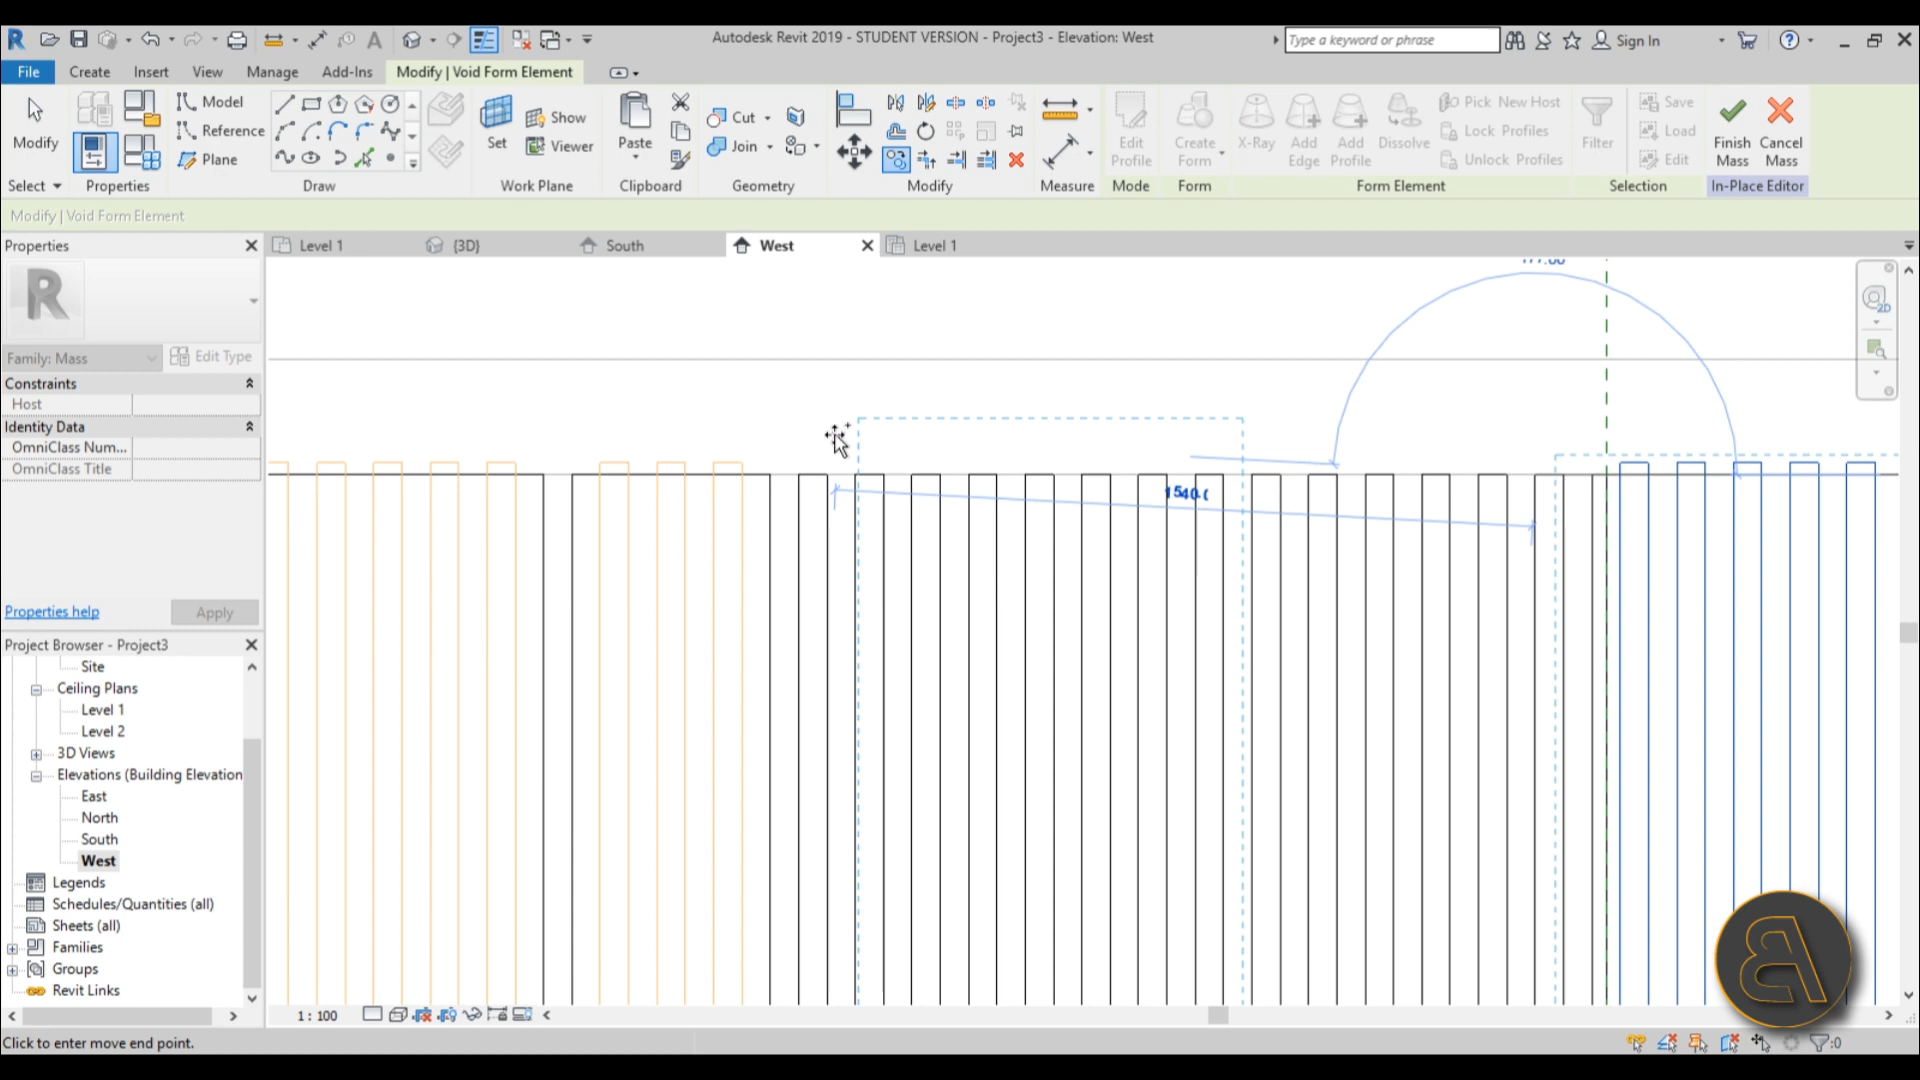 Autodesk Revit 2019 - STUDENT VERSION - Project3 - Elevation: West
Type a keyword or phrase
Sign In
File Create Insert View Manage Add-Ins Modify | Void Form Element
Modify
Select
Properties
Model
Reference
Plane
Draw
Set
Show
Viewer
Work Plane
Paste
Clipboard
Cut
Join
Geometry
Modify
Measure
Edit Profile
Mode
Create Form
Form
X-Ray
Add Edge
Add Profile
Dissolve
Pick New Host
Lock Profiles
Unlock Profiles
Form Element
Filter
Save
Load
Edit
Selection
Finish Mass
Cancel Mass
In-Place Editor
Modify | Void Form Element
Properties
Level 1
{3D}
South
West
Level 1
R
2D
Family: Mass
Edit Type
Constraints
Host
Identity Data
OmniClass Num...
OmniClass Title
1540.(
Properties help
Apply
Project Browser - Project3
Site
Ceiling Plans
Level 1
Level 2
3D Views
Elevations (Building Elevation
East
North
South
West
Legends
Schedules/Quantities (all)
Sheets (all)
Families
Groups
Revit Links
1 : 100
Click to enter move end point.
:0